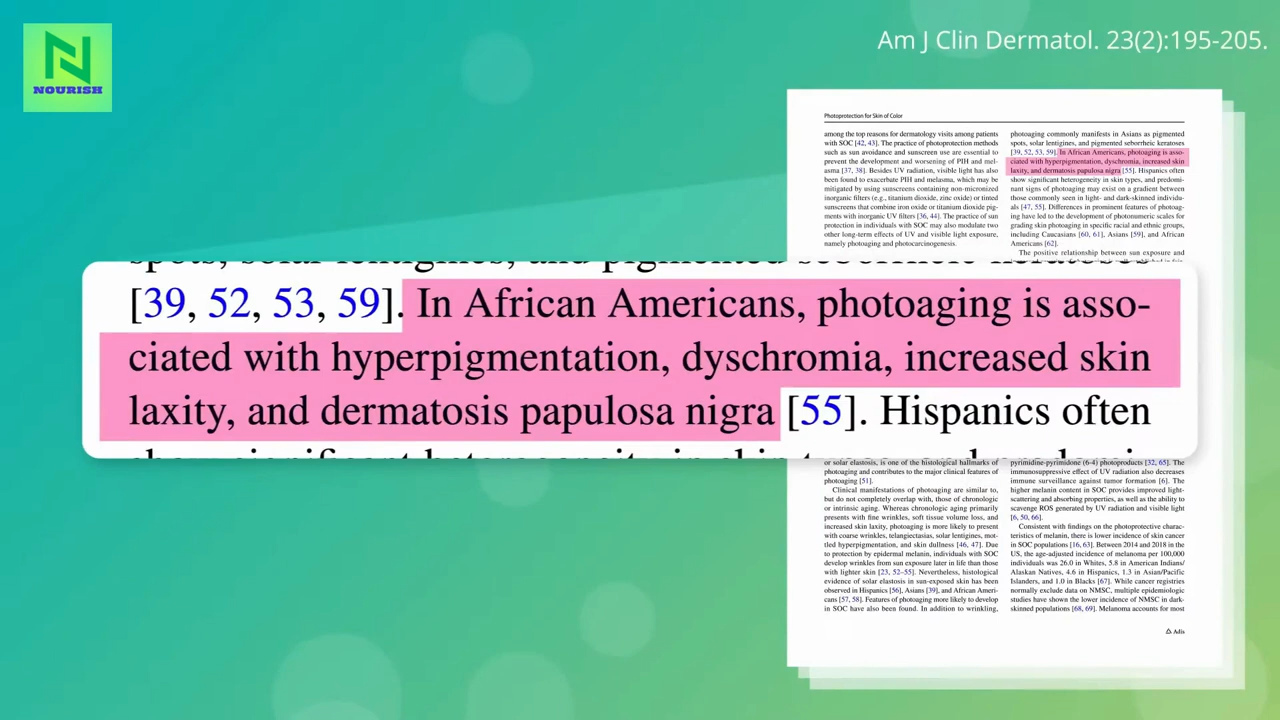 NOURISH
Am J Clin Dermatol. 23(2):195-205.
Photoprotection for Skin of Color
among the top reasons for dermatology visits among patients
with SOC [42, 43]. The practice of photoprotection methods
such as sun avoidance and sunscreen use are essential to
prevent the development and worsening of PIH and mel-
asma [37, 38]. Besides UV radiation, visible light has also
been found to exacerbate PIH and melasma, which may be
mitigated by using sunscreens containing non-micronized
inorganic filters (e.g., titanium dioxide, zinc oxide) or tinted
sunscreens that combine iron oxide or titanium dioxide pig-
ments with inorganic UV filters [36, 44]. The practice of sun
protection in individuals with SOC may also modulate two
other long-term effects of UV and visible light exposure,
namely photoaging and photocarcinogenesis.
photoaging commonly manifests in Asians as pigmented
spots, solar lentigines, and pigmented seborrheic keratoses
[39, 52, 53, 59]. In African Americans, photoaging is asso-
ciated with hyperpigmentation, dyschromia, increased skin
laxity, and dermatosis papulosa nigra [55]. Hispanics often
show significant heterogeneity in skin types, and predomi-
nant signs of photoaging may exist on a gradient between
those commonly seen in light- and dark-skinned individu-
als [47, 55]. Differences in prominent features of photoag-
ing have led to the development of photonumeric scales for
grading skin photoaging in specific racial and ethnic groups,
including Caucasians [60, 61], Asians [59], and African
Americans [62].
The positive relationship between sun exposure and
[39, 52, 53, 59]. In African Americans, photoaging is asso-
ciated with hyperpigmentation, dyschromia, increased skin
laxity, and dermatosis papulosa nigra [55]. Hispanics often
or solar elastosis, is one of the histological hallmarks of
photoaging and contributes to the major clinical features of
photoaging [51].
Clinical manifestations of photoaging are similar to,
but do not completely overlap with, those of chronologic
or intrinsic aging. Whereas chronologic aging primarily
presents with fine wrinkles, soft tissue volume loss, and
increased skin laxity, photoaging is more likely to present
with coarse wrinkles, telangiectasias, solar lentigines, mot-
tled hyperpigmentation, and skin dullness [46, 47]. Due
to protection by epidermal melanin, individuals with SOC
develop wrinkles from sun exposure later in life than those
with lighter skin [23, 52–55]. Nevertheless, histological
evidence of solar elastosis in sun-exposed skin has been
observed in Hispanics [56], Asians [39], and African Ameri-
cans [57, 58]. Features of photoaging more likely to develop
in SOC have also been found. In addition to wrinkling,
pyrimidine-pyrimidone (6-4) photoproducts [32, 65]. The
immunosuppressive effect of UV radiation also decreases
immune surveillance against tumor formation [6]. The
higher melanin content in SOC provides improved light-
scattering and absorbing properties, as well as the ability to
scavenge ROS generated by UV radiation and visible light
[6, 50, 66].
Consistent with findings on the photoprotective charac-
teristics of melanin, there is lower incidence of skin cancer
in SOC populations [16, 63]. Between 2014 and 2018 in the
US, the age-adjusted incidence of melanoma per 100,000
individuals was 26.0 in Whites, 5.8 in American Indians/
Alaskan Natives, 4.6 in Hispanics, 1.3 in Asian/Pacific
Islanders, and 1.0 in Blacks [67]. While cancer registries
normally exclude data on NMSC, multiple epidemiologic
studies have shown the lower incidence of NMSC in dark-
skinned populations [68, 69]. Melanoma accounts for most
Adis